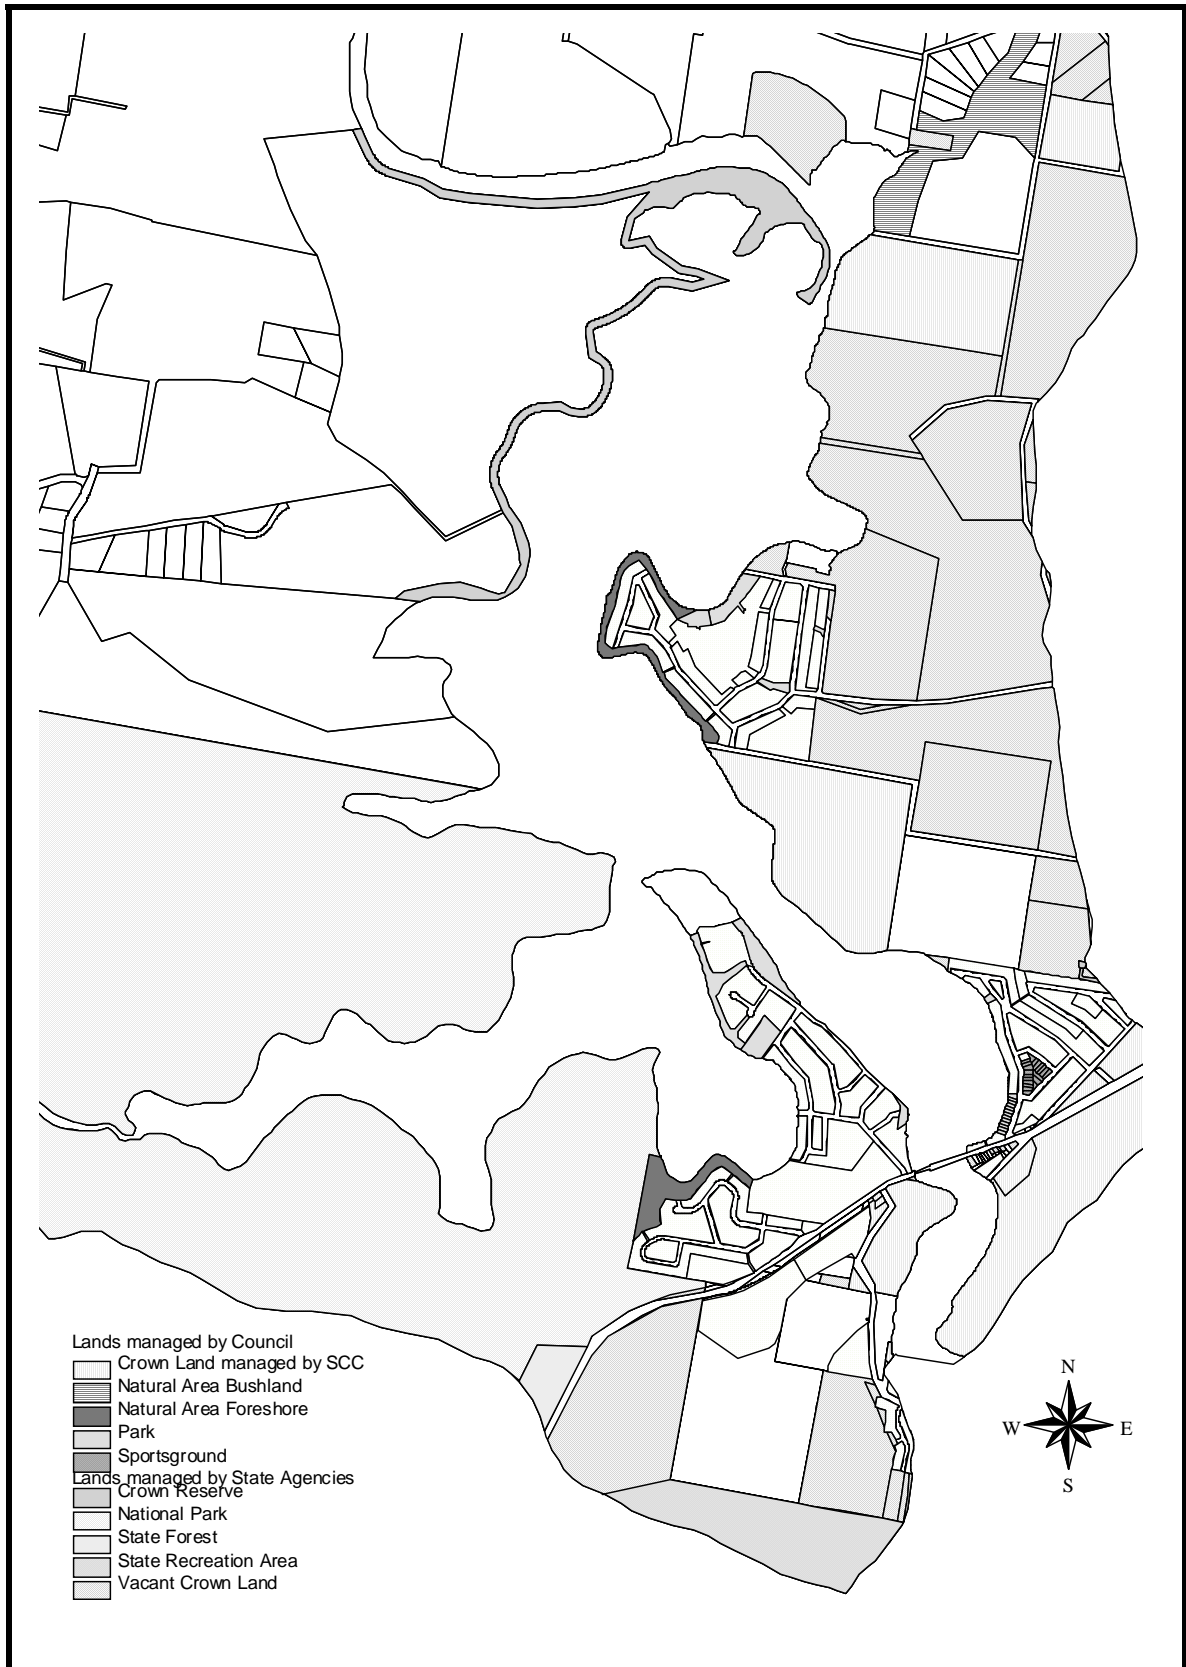 Lands managed by Council
Crown Land managed by SCC
Natural Area Bushland
Natural Area Foreshore
Park
Sportsground
Lands managed by State Agencies
Crown Reserve
National Park
State Forest
State Recreation Area
Vacant Crown Land
N
W E
S